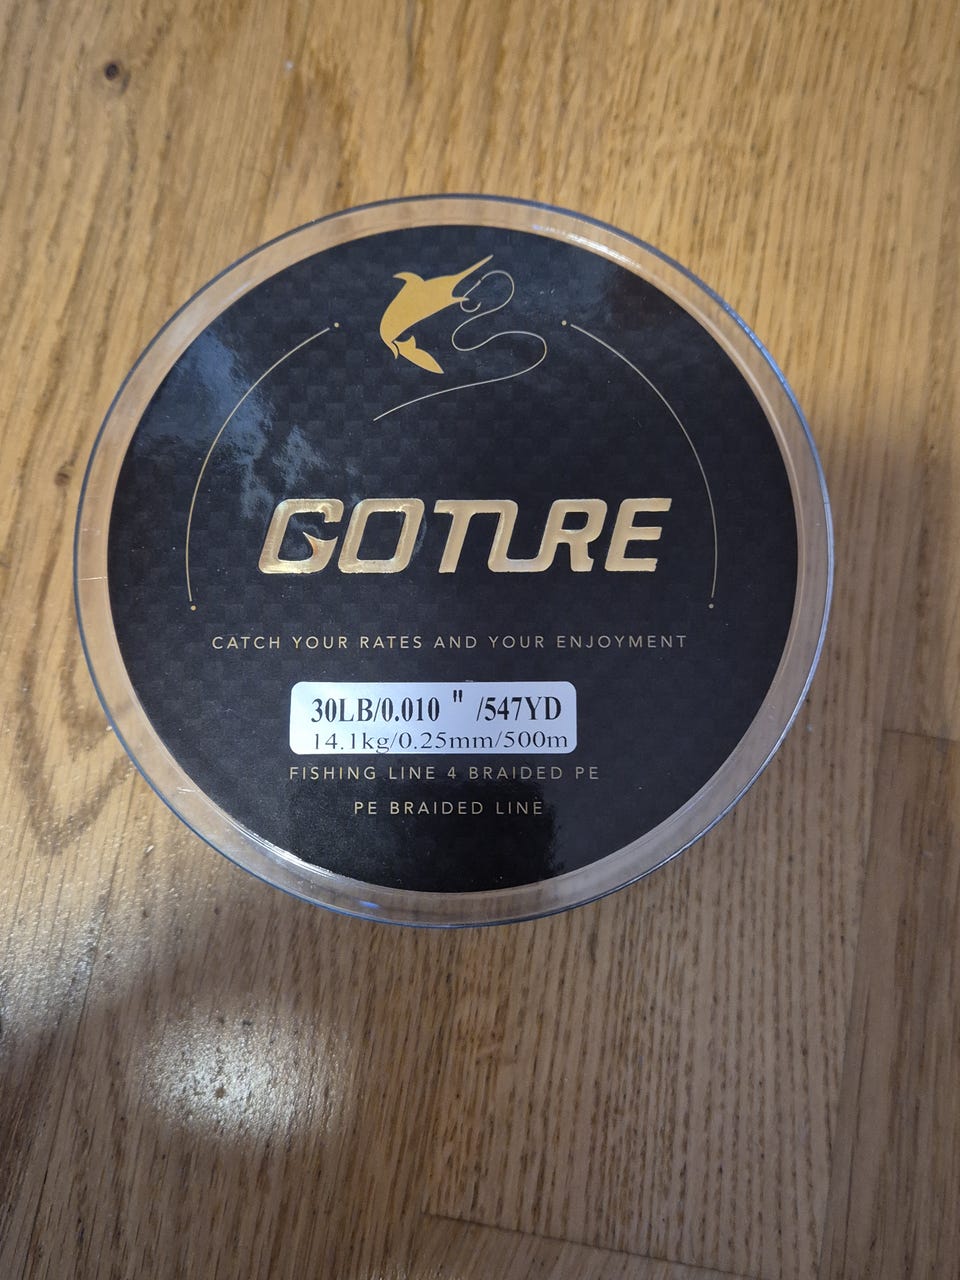 GOTURE
CATCH YOUR RATES AND YOUR ENJOYMENT
30LB/0.010 " /547YD
14.1kg/0.25mm/500m
FISHING LINE 4 BRAIDED PE
PE BRAIDED LINE